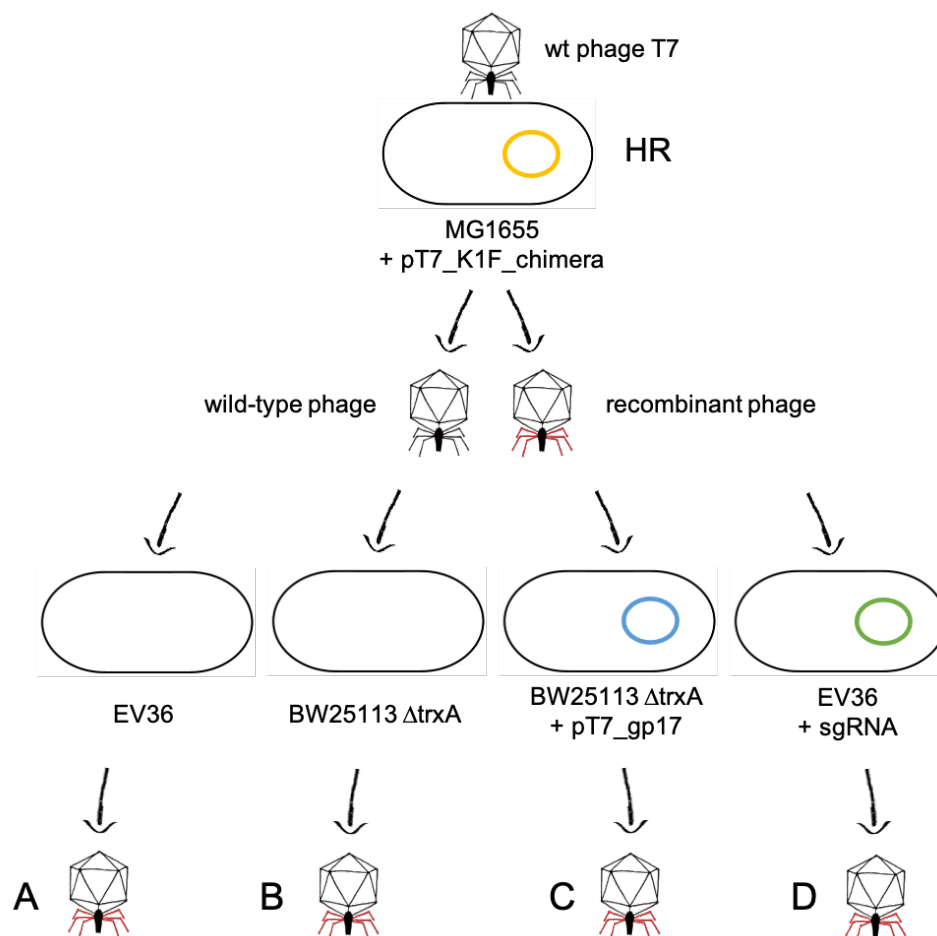 wt phage T7
HR
MG1655
+ pT7_K1F_chimera
wild-type phage
recombinant phage
EV36
BW25113 ΔtrxA
BW25113 ΔtrxA
+ pT7_gp17
EV36
+ sgRNA
A
B
C
D